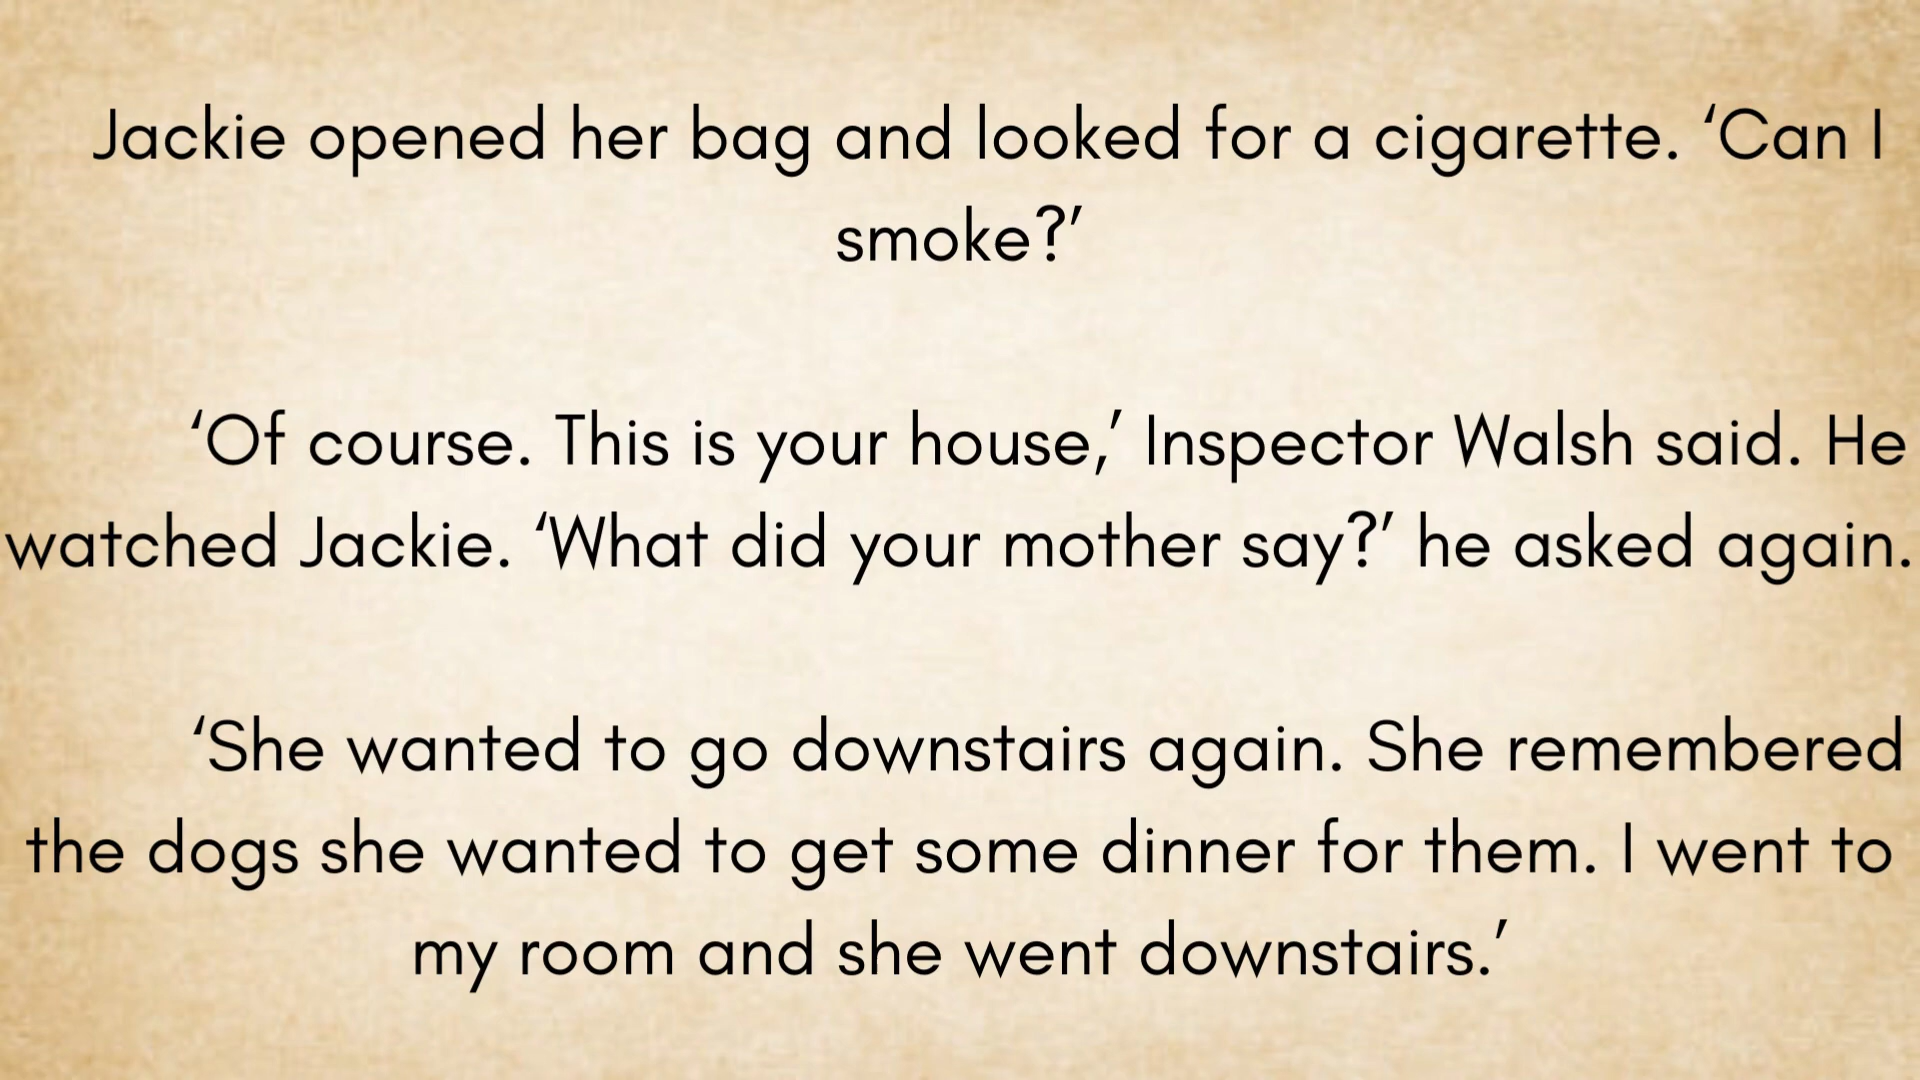 Jackie opened her bag and looked for a cigarette. ‘Can I
smoke?’
‘Of course. This is your house,’ Inspector Walsh said. He
watched Jackie. ‘What did your mother say?’ he asked again.
‘She wanted to go downstairs again. She remembered
the dogs she wanted to get some dinner for them. I went to
my room and she went downstairs.’